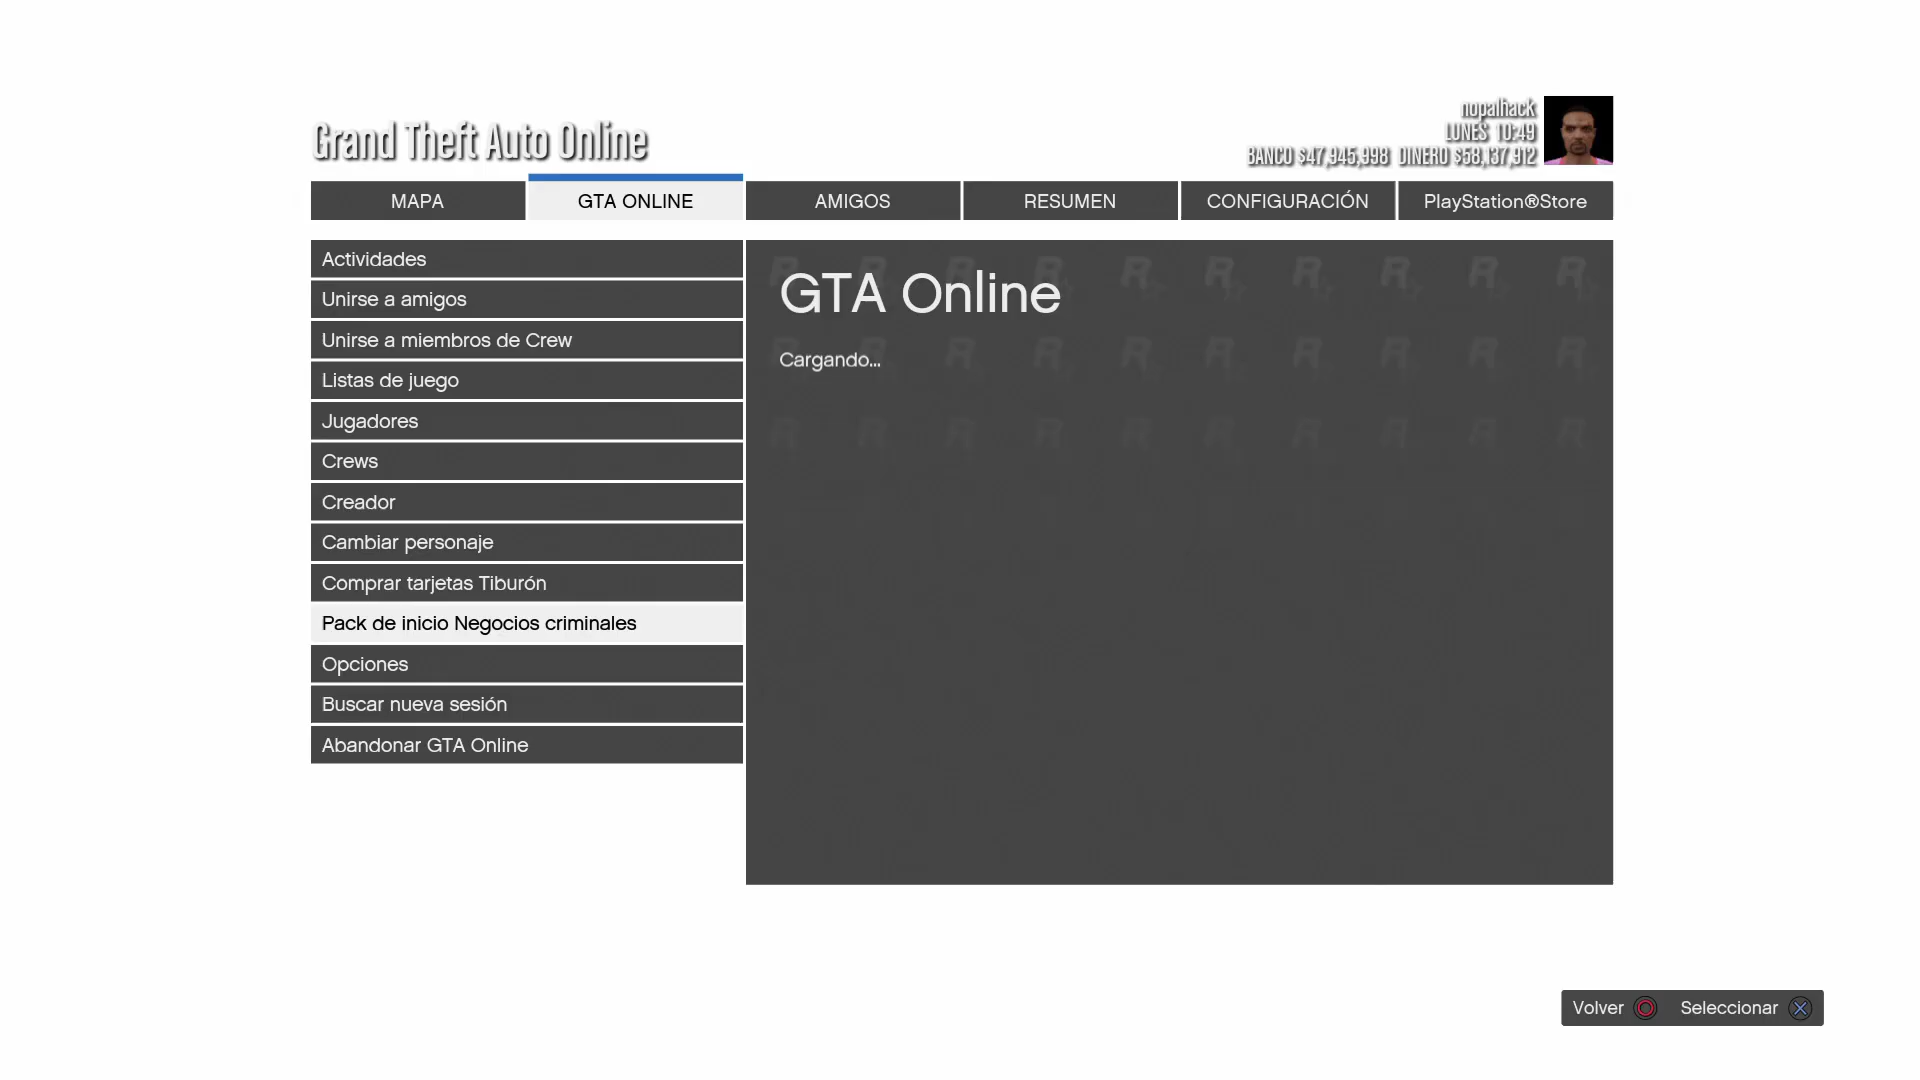 Grand Theft Auto Online
nopalhack
LUNES 10:49
BANCO $47,945,998 DINERO $58,137,912
MAPA
GTA ONLINE
AMIGOS
RESUMEN
CONFIGURACIÓN
PlayStation®Store
Actividades
Unirse a amigos
Unirse a miembros de Crew
Listas de juego
Jugadores
Crews
Creador
Cambiar personaje
Comprar tarjetas Tiburón
Pack de inicio Negocios criminales
Opciones
Buscar nueva sesión
Abandonar GTA Online
GTA Online
Cargando...
Volver
Seleccionar